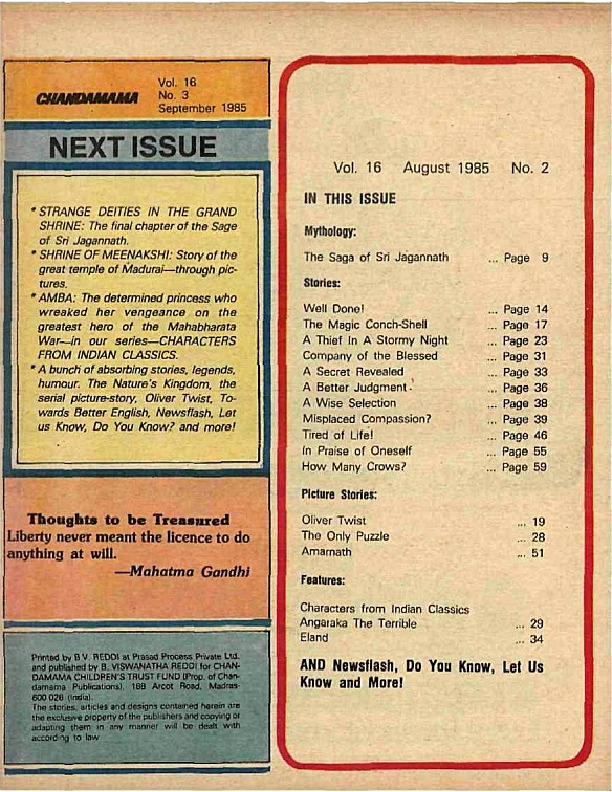 CHANDAMAMA
Vol. 16
No. 3
September 1985
NEXT ISSUE
* STRANGE DEITIES IN THE GRAND
SHRINE: The final chapter of the Sage
of Sri Jagannath.
* SHRINE OF MEENAKSHI: Story of the
great temple of Madurai—through pic-
tures.
* AMBA: The determined princess who
wreaked her vengeance on the
greatest hero of the Mahabharata
War—in our series—CHARACTERS
FROM INDIAN CLASSICS.
* A bunch of absorbing stories, legends,
humour. The Nature's Kingdom, the
serial picture-story, Oliver Twist, To-
wards Better English, Newsflash, Let
us Know, Do You Know? and more!
Thoughts to be Treasured
Liberty never meant the licence to do
anything at will.
—Mahatma Gandhi
Printed by B.V. REDDI at Prasad Process Private Ltd.
and published by B. VISWANATHA REDDI for CHAN-
DAMAMA CHILDREN'S TRUST FUND (Prop. of Chan-
damama Publications), 188 Arcot Road, Madras-
600 026 (India).
The stories, articles and designs contained herein are
the exclusive property of the publishers and copying or
adapting them in any manner will be dealt with
according to law
Vol. 16 August 1985 No. 2
IN THIS ISSUE
Mythology:
The Saga of Sri Jagannath ... Page 9
Stories:
Well Done! ... Page 14
The Magic Conch-Shell ... Page 17
A Thief In A Stormy Night ... Page 23
Company of the Blessed ... Page 31
A Secret Revealed ... Page 33
A Better Judgment ... Page 36
A Wise Selection ... Page 38
Misplaced Compassion? ... Page 39
Tired of Life! ... Page 46
In Praise of Oneself ... Page 55
How Many Crows? ... Page 59
Picture Stories:
Oliver Twist ... 19
The Only Puzzle ... 28
Amarnath ... 51
Features:
Characters from Indian Classics
Angaraka The Terrible ... 29
Eland ... 34
AND Newsflash, Do You Know, Let Us
Know and More!